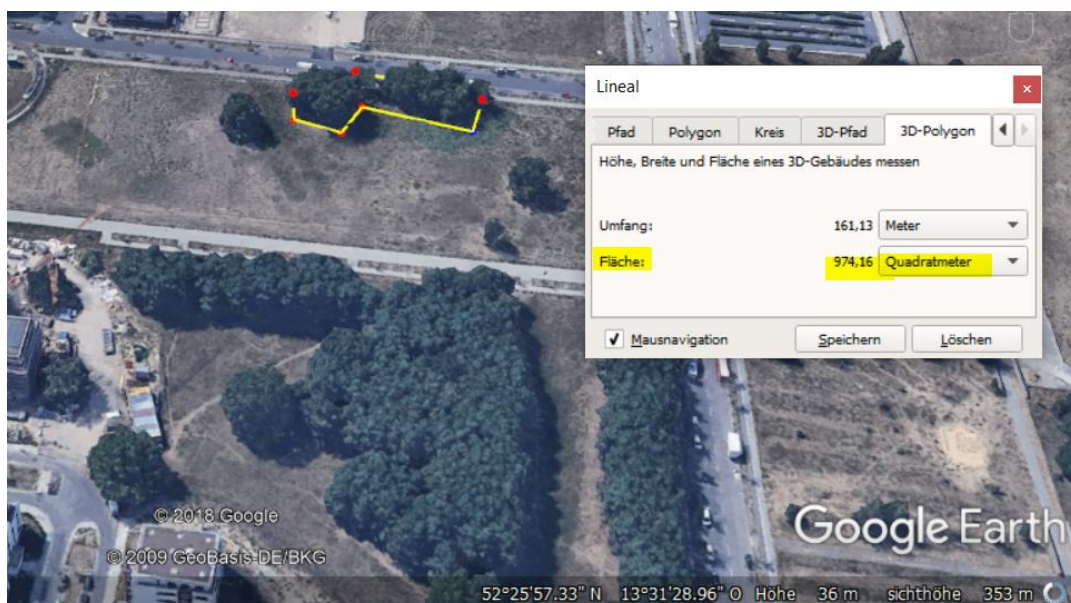 Lineal
Pfad Polygon Kreis 3D-Pfad 3D-Polygon
Höhe, Breite und Fläche eines 3D-Gebäudes messen
Umfang: 161,13 Meter
Fläche: 974,16 Quadratmeter
Mausnavigation Speichern Löschen
© 2018 Google
© 2009 GeoBasis-DE/BKG
Google Earth
52°25'57.33" N 13°31'28.96" O Höhe 36 m sichthöhe 353 m